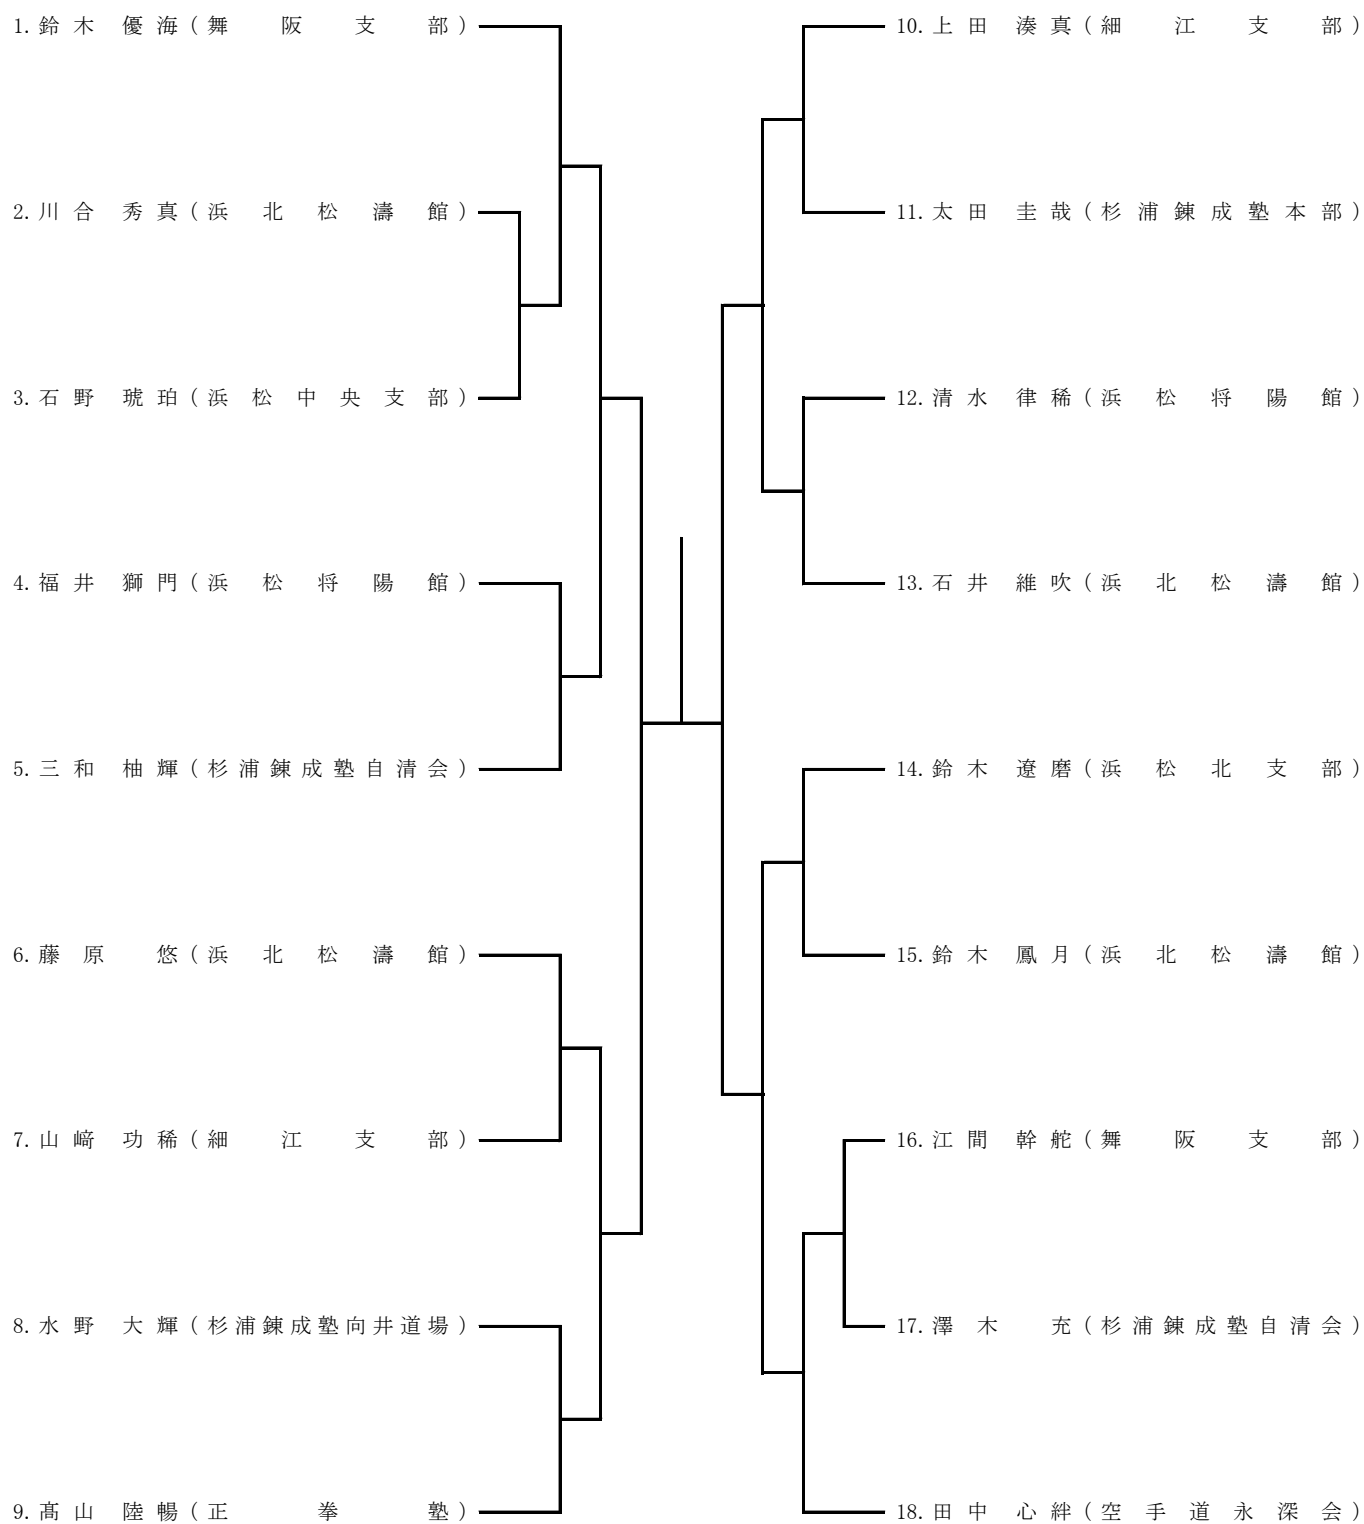 1. 鈴木 優海(舞阪支部)
2. 川合 秀真(浜北松濤館)
3. 石野 琥珀(浜松中央支部)
4. 福井 獅門(浜松将陽館)
5. 三和 柚輝(杉浦錬成塾自清会)
6. 藤原 悠(浜北松濤館)
7. 山﨑 功稀(細江支部)
8. 水野 大輝(杉浦錬成塾向井道場)
9. 髙山 陸暢(正拳塾)
10. 上田 湊真(細江支部)
11. 太田 圭哉(杉浦錬成塾本部)
12. 清水 律稀(浜松将陽館)
13. 石井 維吹(浜北松濤館)
14. 鈴木 遼磨(浜松北支部)
15. 鈴木 鳳月(浜北松濤館)
16. 江間 幹舵(舞阪支部)
17. 澤木 充(杉浦錬成塾自清会)
18. 田中 心絆(空手道永深会)